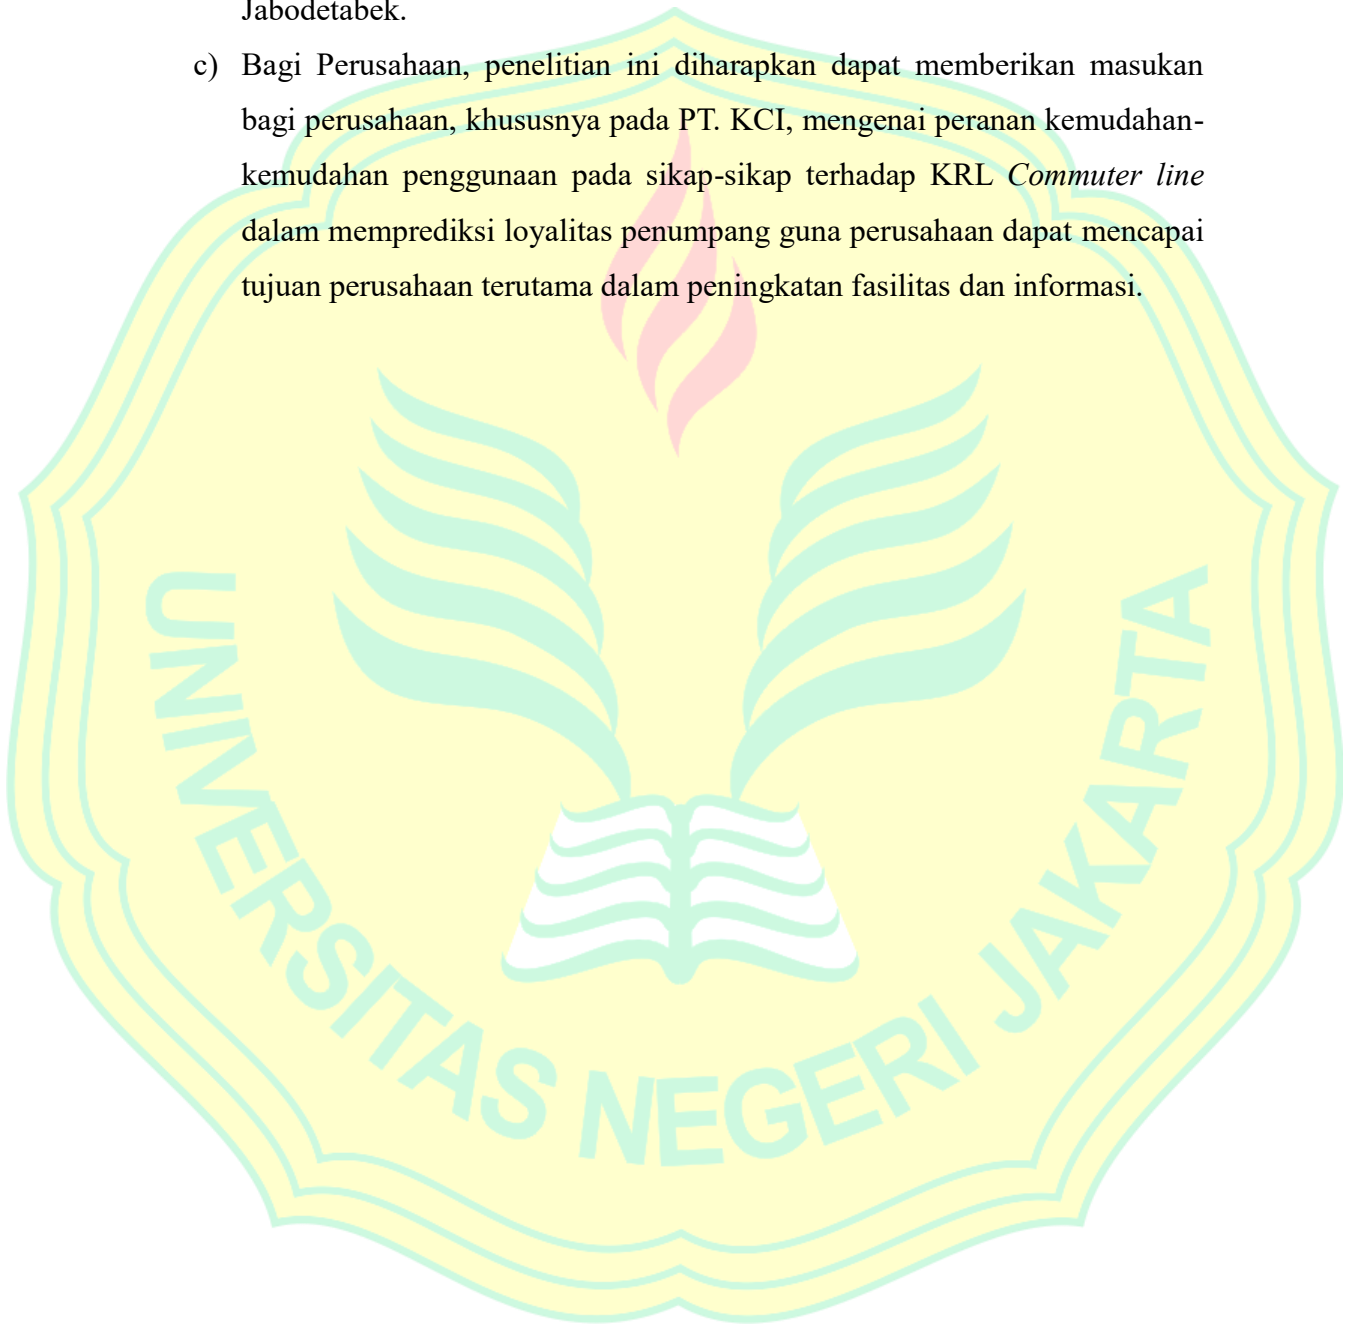 Jabodetabek.
c) Bagi Perusahaan, penelitian ini diharapkan dapat memberikan masukan
bagi perusahaan, khususnya pada PT. KCI, mengenai peranan kemudahan-
kemudahan penggunaan pada sikap-sikap terhadap KRL Commuter line
dalam memprediksi loyalitas penumpang guna perusahaan dapat mencapai
tujuan perusahaan terutama dalam peningkatan fasilitas dan informasi.
UNIVERSITAS NEGERI JAKARTA